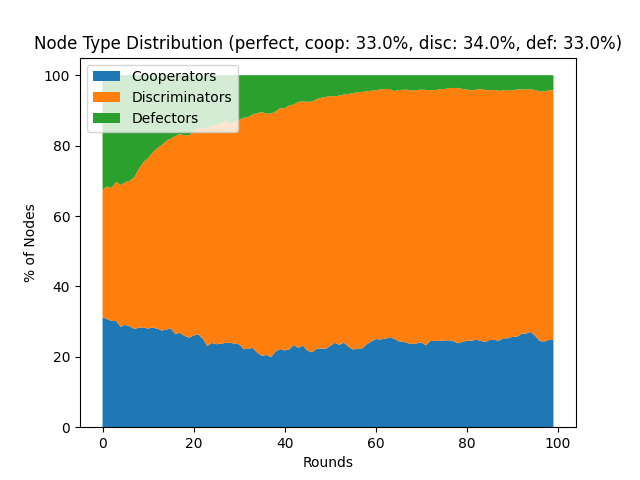 Node Type Distribution (perfect, coop: 33.0%, disc: 34.0%, def: 33.0%)
Cooperators
Discriminators
Defectors
% of Nodes
100
80
60
40
20
0
0 20 40 60 80 100
Rounds